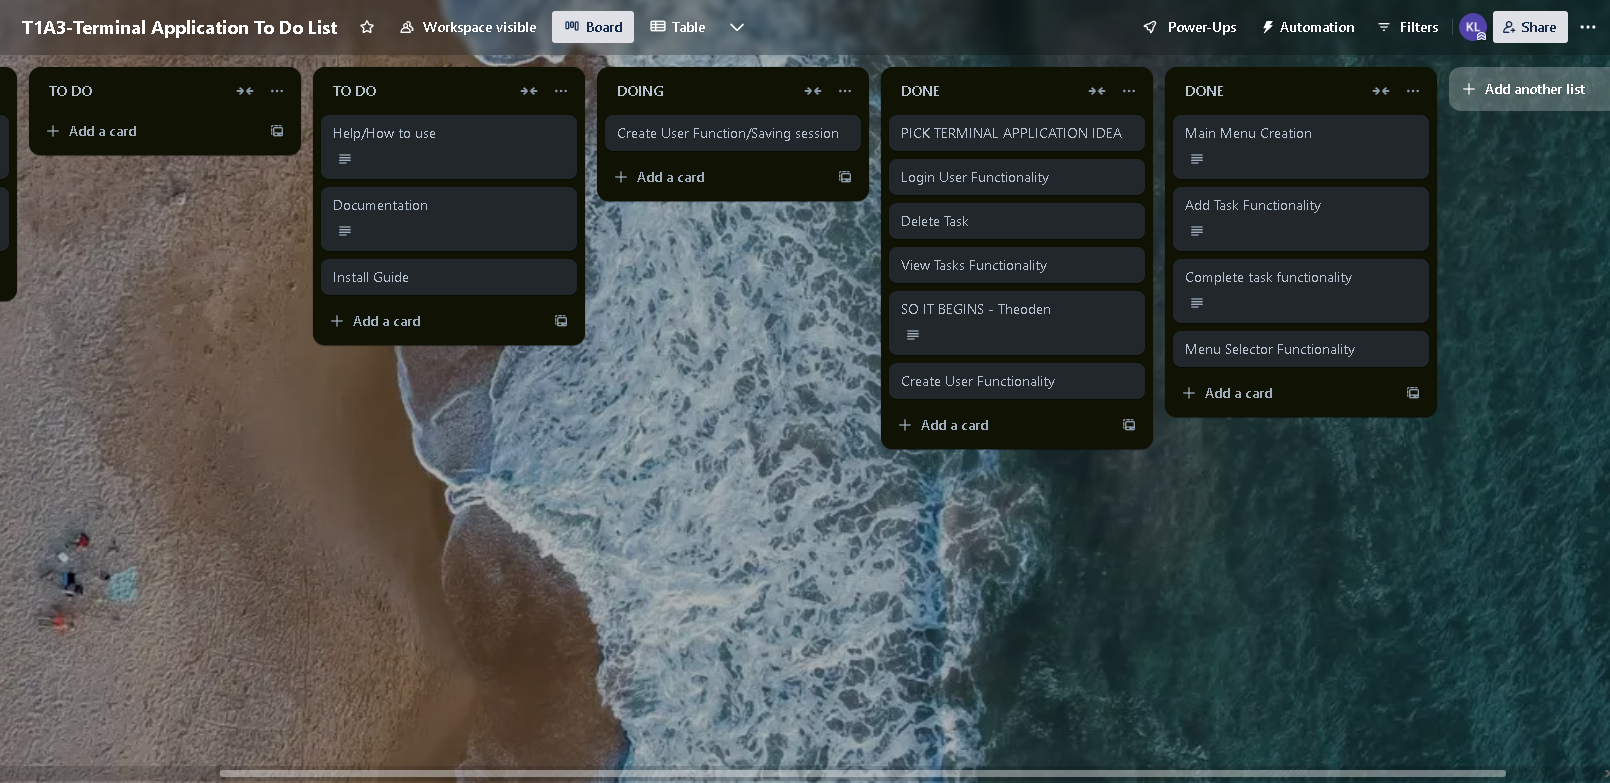 T1A3-Terminal Application To Do List
Workspace visible
Board
Table
Power-Ups
Automation
Filters
KL
Share
TO DO
Add a card
TO DO
Help/How to use
Documentation
Install Guide
Add a card
DOING
Create User Function/Saving session
Add a card
DONE
PICK TERMINAL APPLICATION IDEA
Login User Functionality
Delete Task
View Tasks Functionality
SO IT BEGINS - Theoden
Create User Functionality
Add a card
DONE
Main Menu Creation
Add Task Functionality
Complete task functionality
Menu Selector Functionality
Add a card
Add another list